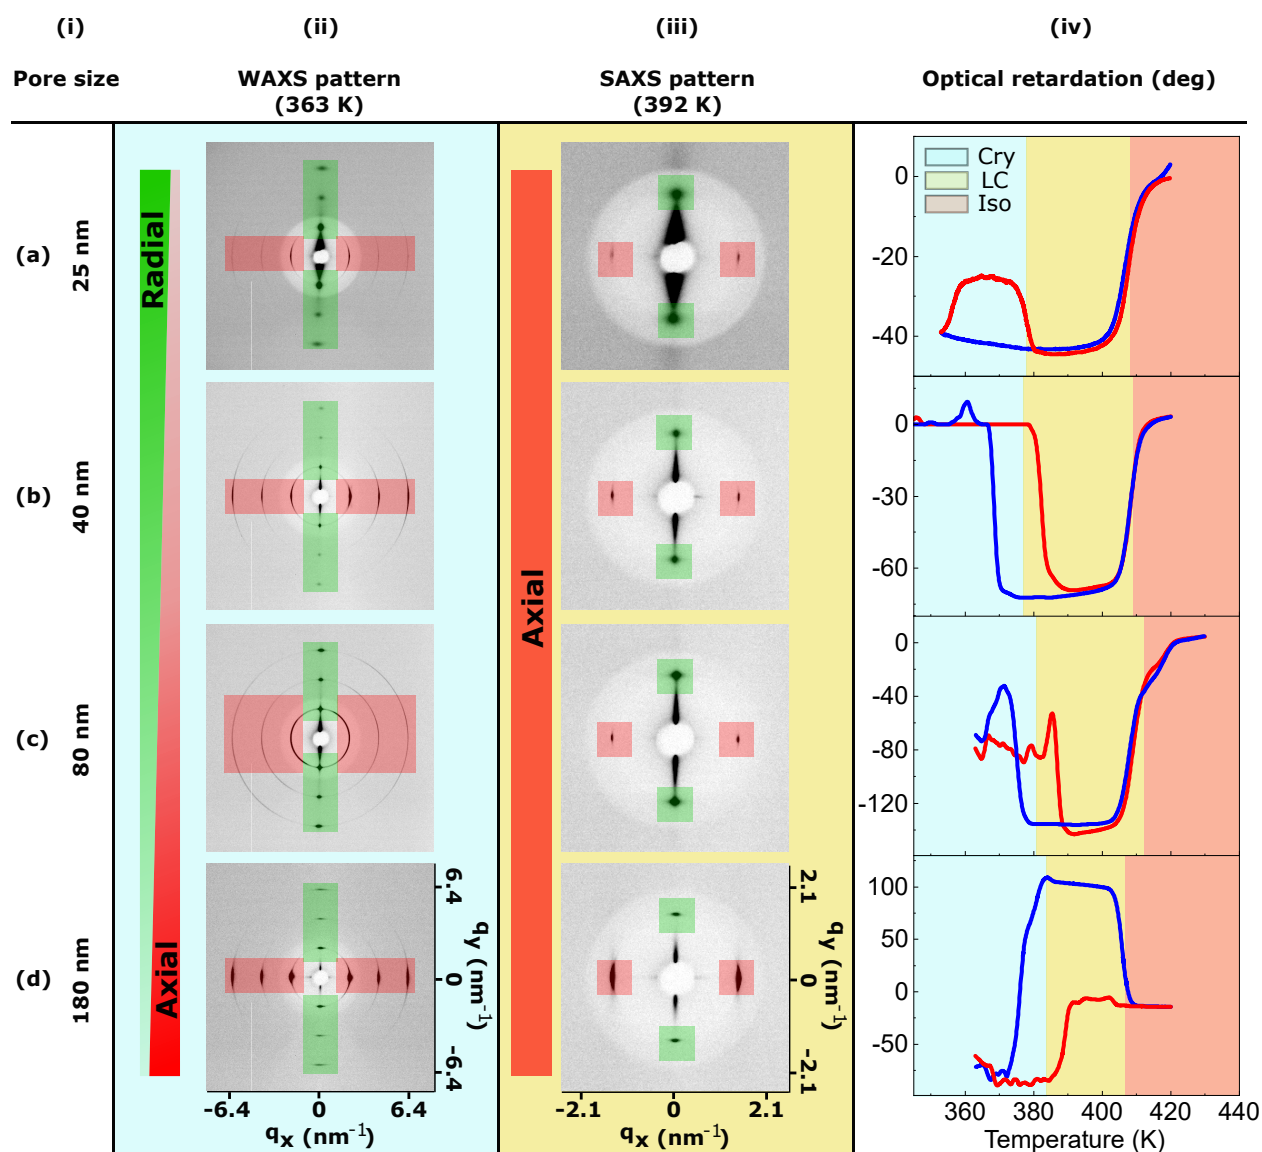 (i) (ii) (iii) (iv)
Pore size WAXS pattern SAXS pattern Optical retardation (deg)
(363 K) (392 K)
Radial
Axial
Axial
(a) 25 nm
Cry
LC
Iso
0
-20
-40
(b) 40 nm
0
-30
-60
(c) 80 nm
0
-40
-80
-120
(d) 180 nm
6.4
0
-6.4
qy (nm-1)
-6.4 0 6.4
qx (nm-1)
2.1
0
-2.1
qy (nm-1)
-2.1 0 2.1
qx (nm-1)
100
50
0
-50
360 380 400 420 440
Temperature (K)